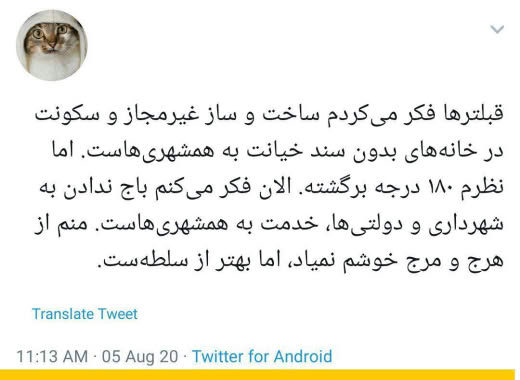 قبلترها فکر می‌کردم ساخت و ساز غیرمجاز و سکونت
در خانه‌های بدون سند خیانت به همشهری‌هاست. اما
نظرم ۱۸۰ درجه برگشته. الان فکر می‌کنم باج ندادن به
شهرداری و دولتی‌ها، خدمت به همشهری‌هاست. منم از
هرج و مرج خوشم نمیاد، اما بهتر از سلطه‌ست.
Translate Tweet
11:13 AM · 05 Aug 20 · Twitter for Android